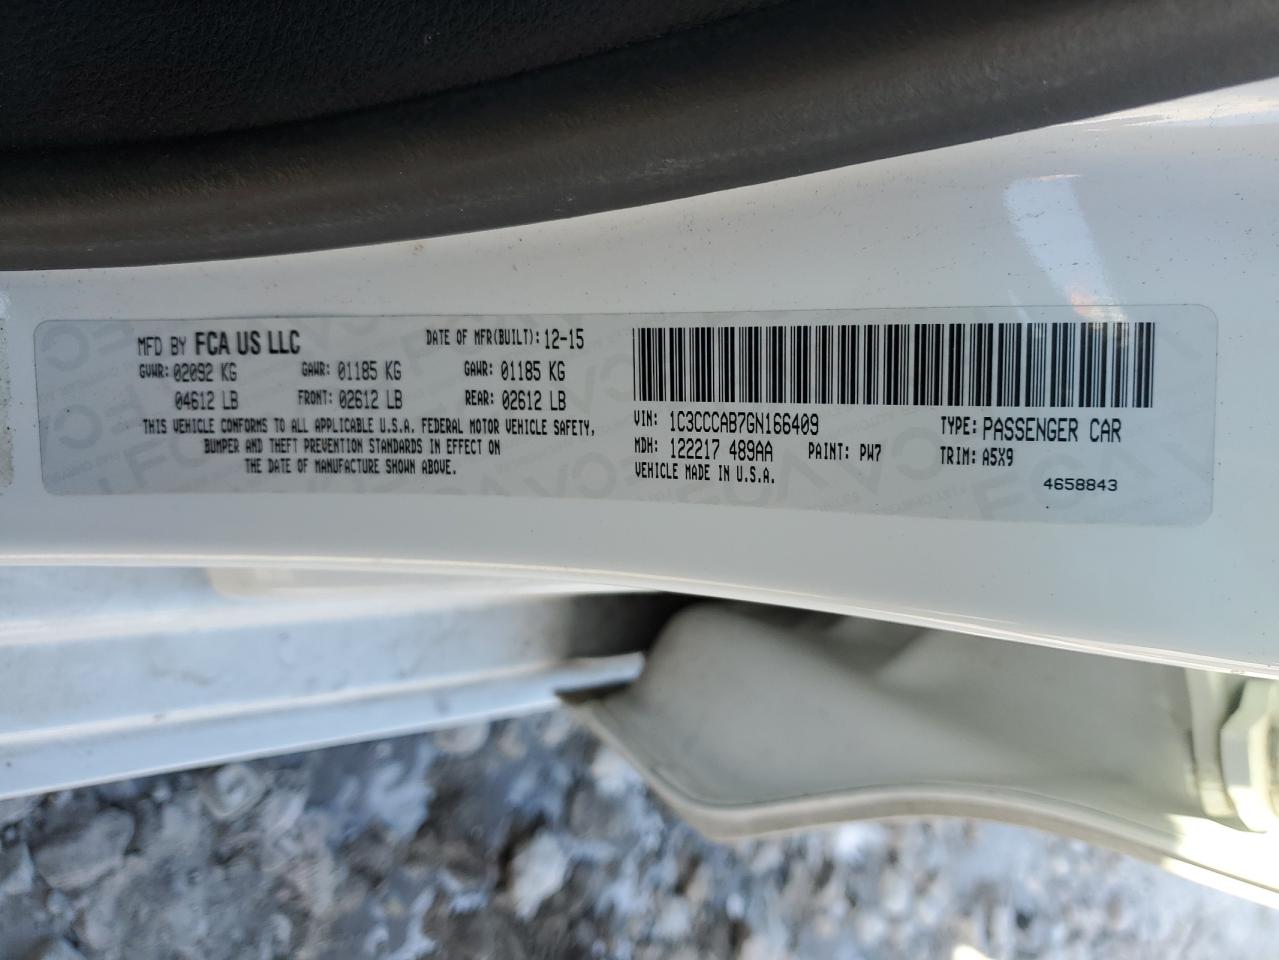 MFD BY FCA US LLC DATE OF MFR(BUILT): 12-15
GVWR: 02092 KG GAWR: 01185 KG GAWR: 01185 KG
04612 LB FRONT: 02612 LB REAR: 02612 LB
THIS VEHICLE CONFORMS TO ALL APPLICABLE U.S.A. FEDERAL MOTOR VEHICLE SAFETY,
BUMPER AND THEFT PREVENTION STANDARDS IN EFFECT ON
THE DATE OF MANUFACTURE SHOWN ABOVE.
VIN: 1C3CCCAB7GN166409 TYPE: PASSENGER CAR
MDH: 122217 489AA PAINT: PW7 TRIM: A5X9
VEHICLE MADE IN U.S.A.
4658843